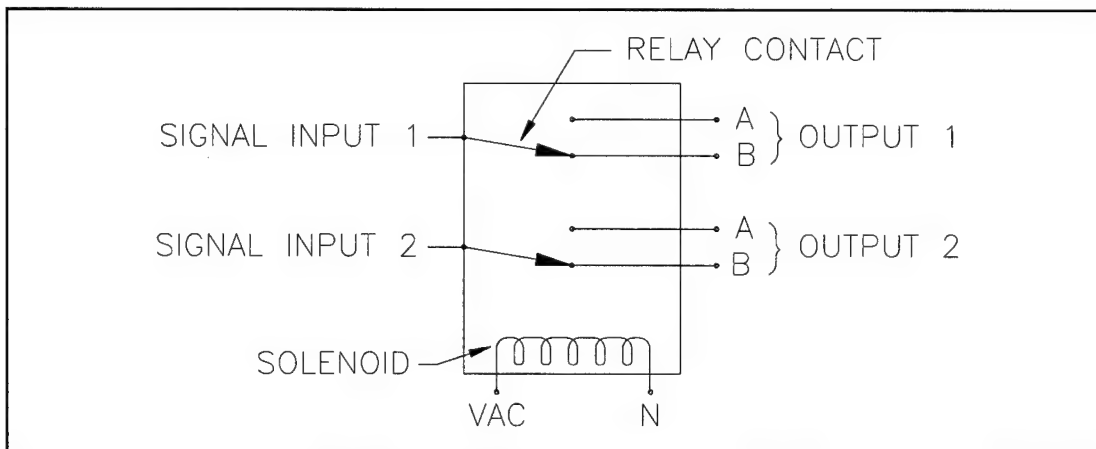 RELAY CONTACT
SIGNAL INPUT 1
A
B
} OUTPUT 1
SIGNAL INPUT 2
A
B
} OUTPUT 2
SOLENOID
VAC
N